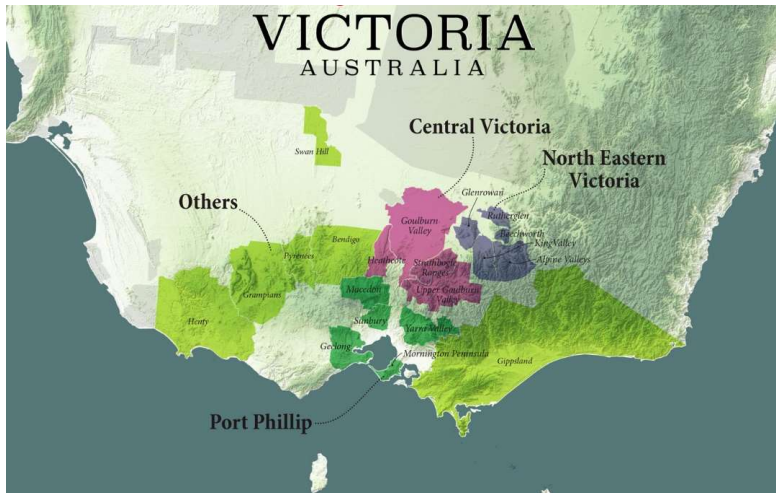 VICTORIA
AUSTRALIA
Central Victoria
North Eastern
Victoria
Others
Port Phillip
Swan Hill
Glenrowan
Rutherglen
Beechworth
King Valley
Alpine Valleys
Goulburn
Valley
Heathcote
Strathbogie
Ranges
Upper Goulburn
Valley
Bendigo
Pyrenees
Grampians
Henty
Macedon
Sunbury
Yarra Valley
Geelong
Mornington Peninsula
Gippsland